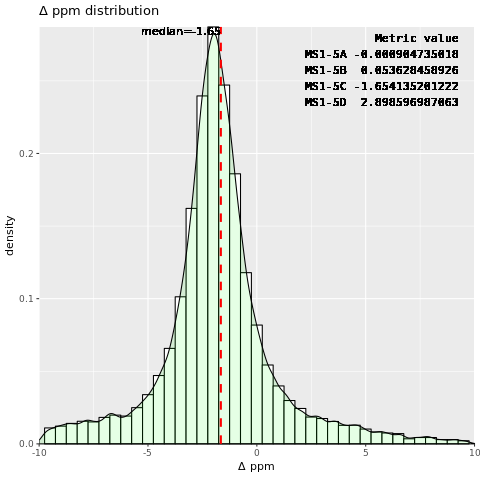 Δ ppm distribution
median=-1.65
Metric value
MS1-5A -0.000904735018
MS1-5B 0.053628458926
MS1-5C -1.654135201222
MS1-5D 2.898596987063
density
0.2
0.1
0.0
-10 -5 0 5 10
Δ ppm